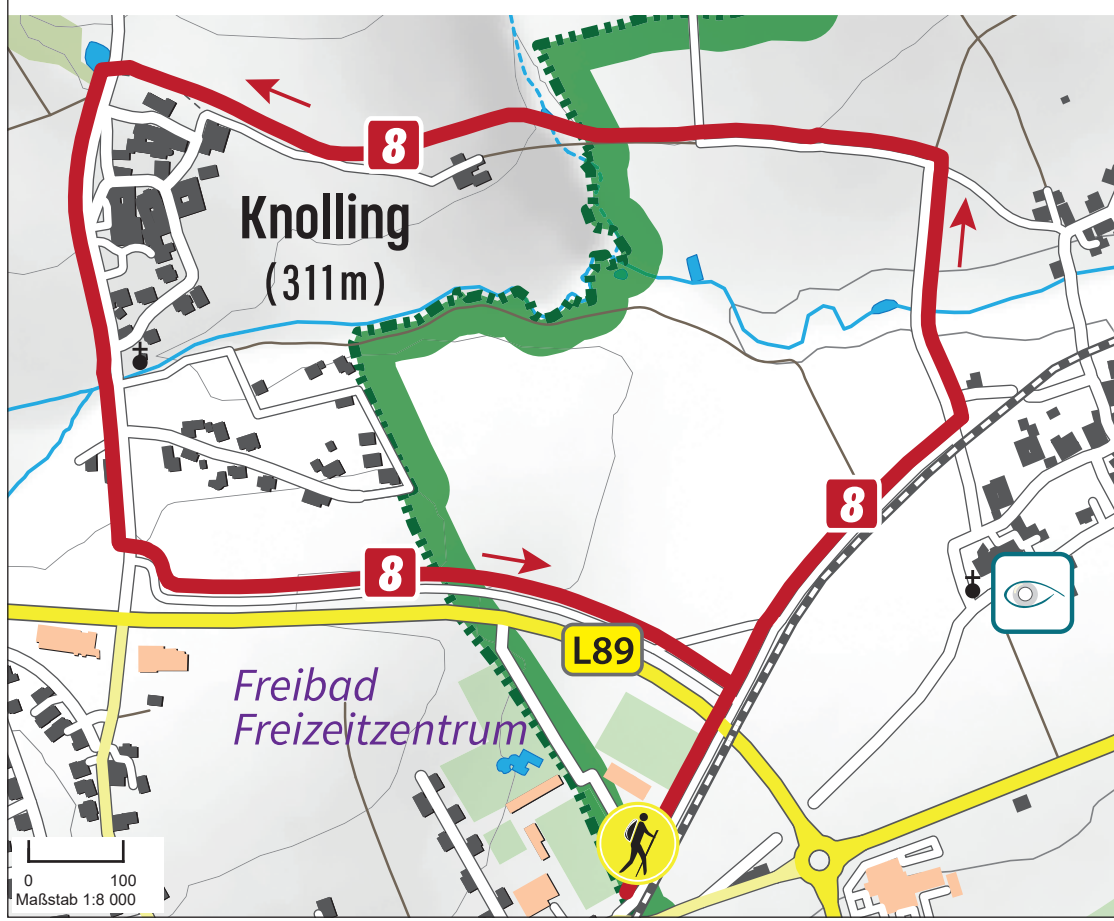 8
Knolling
(311m)
8
8
L89
Freibad
Freizeitzentrum
0 100
Maßstab 1:8 000